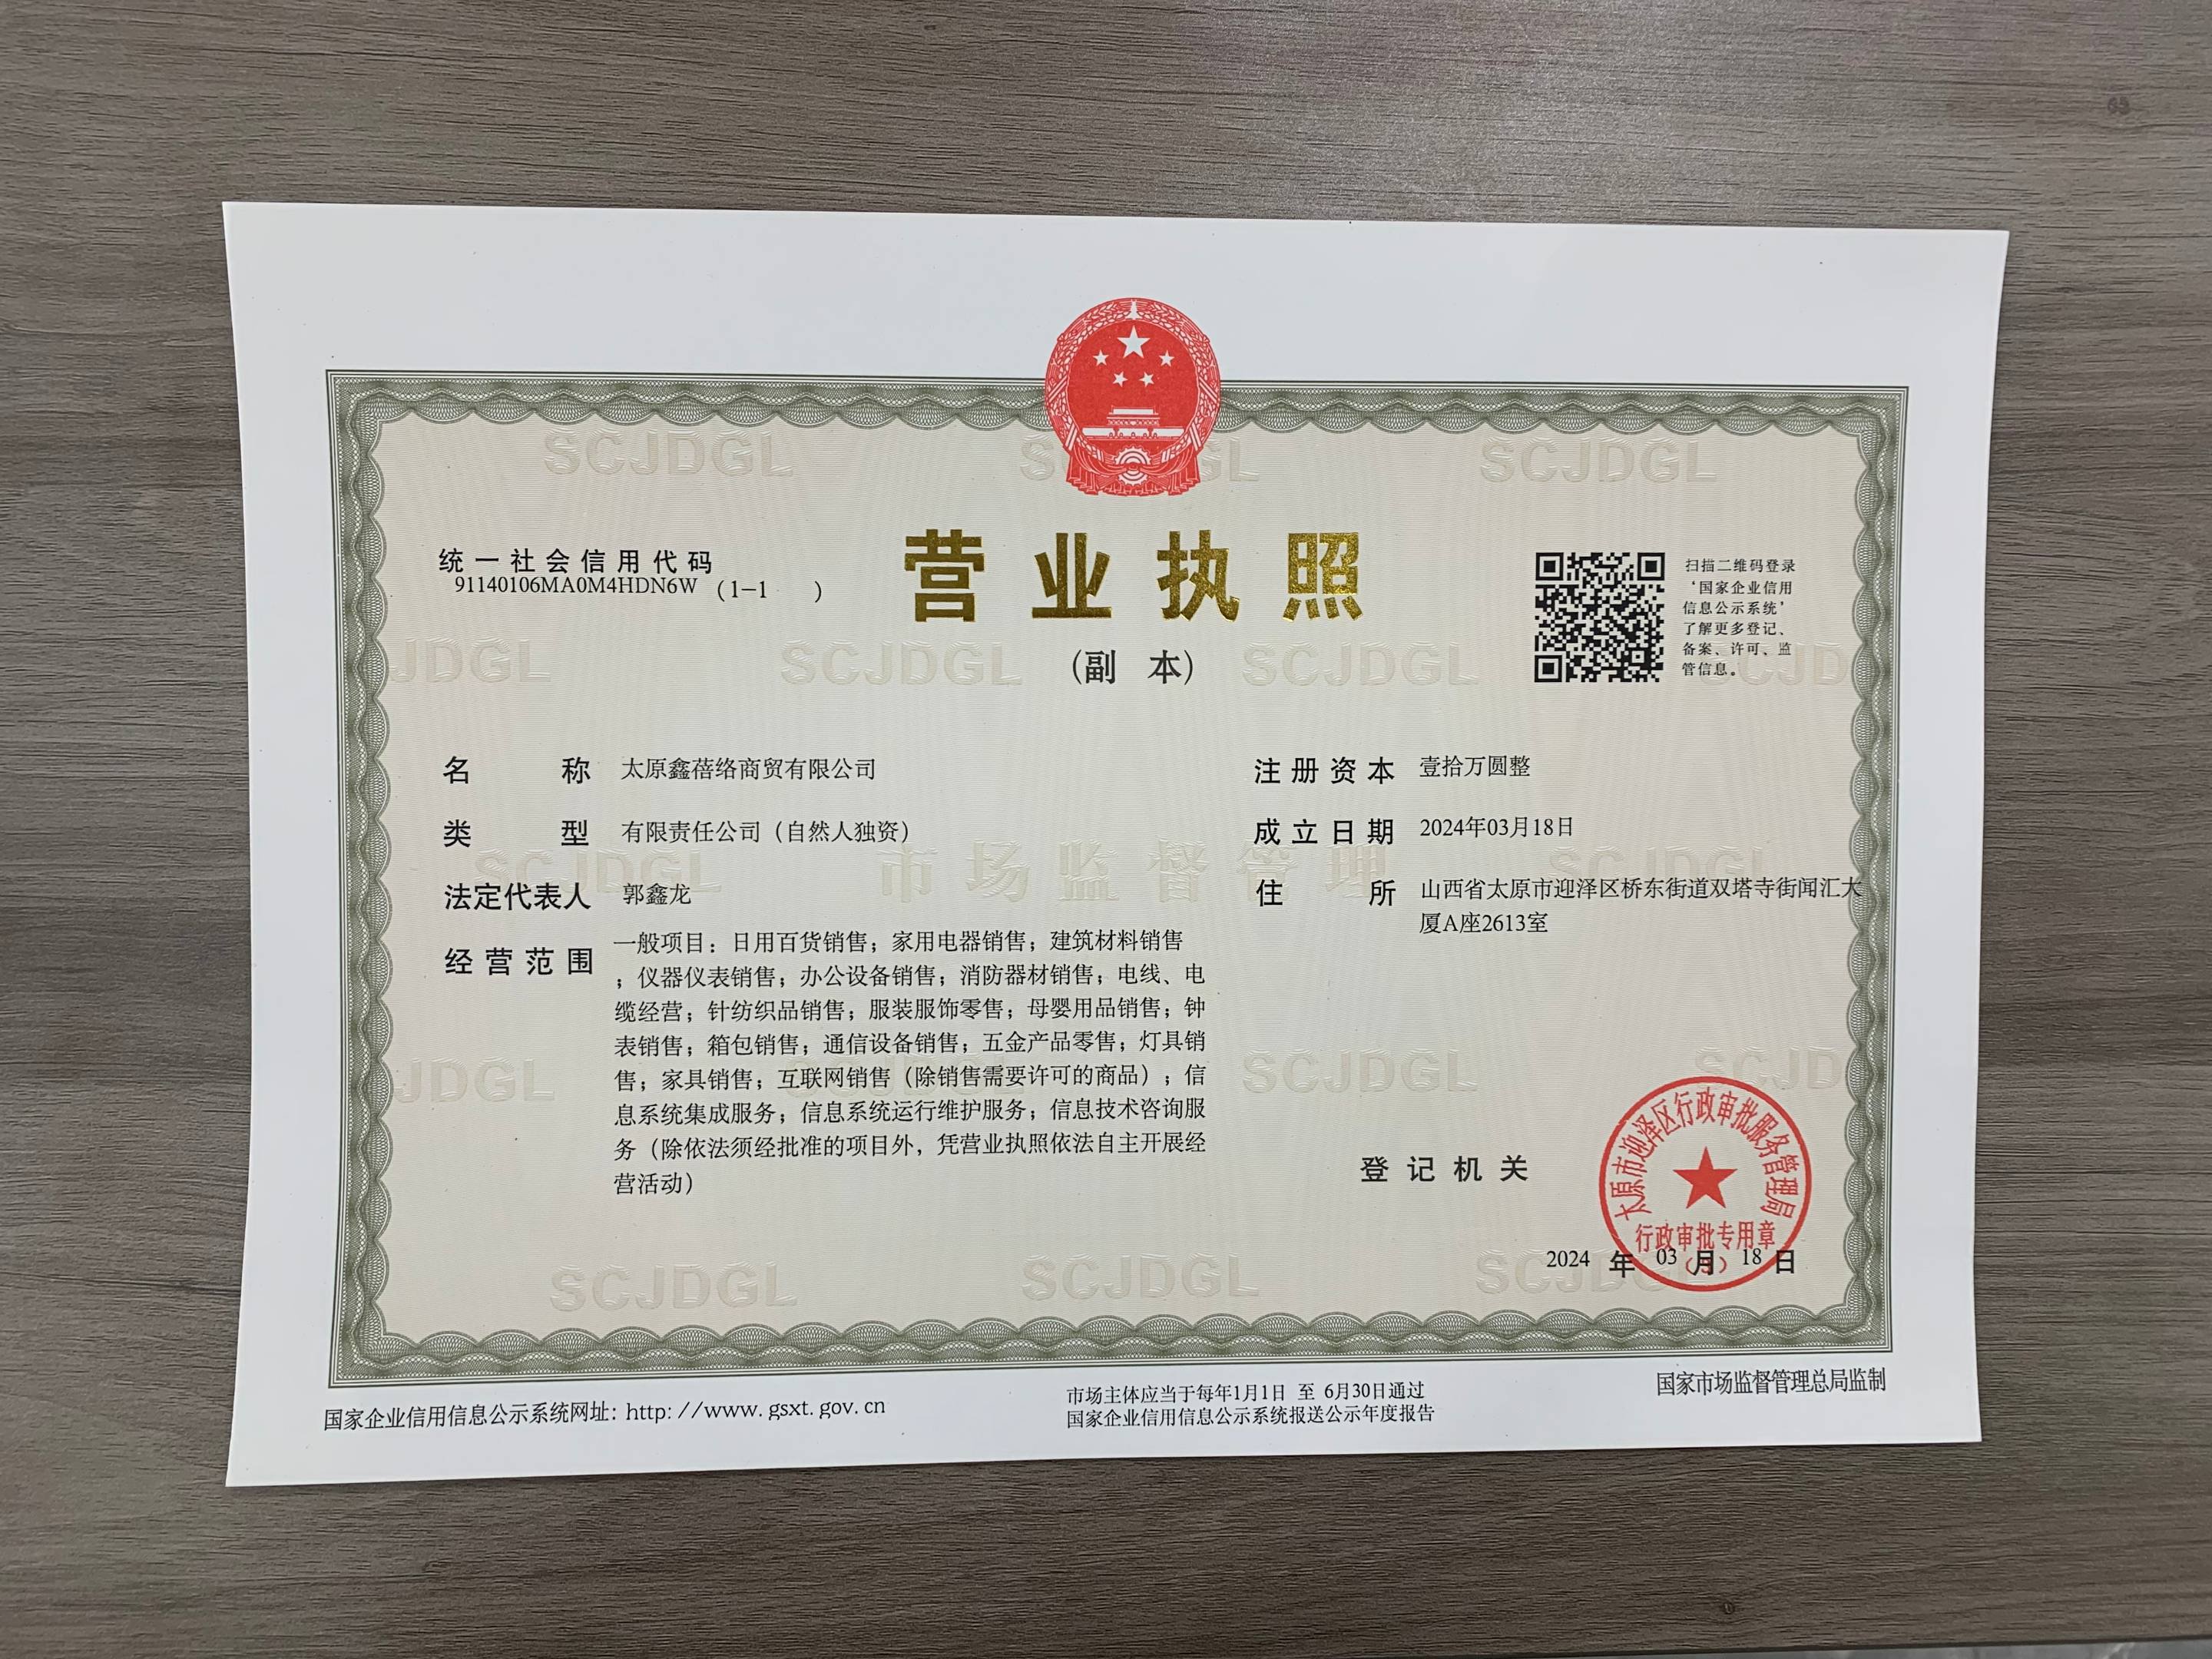 营业执照
(副 本)
统一社会信用代码
91140106MA0M4HDN6W (1-1 )
扫描二维码登录
‘国家企业信用
信息公示系统’
了解更多登记、
备案、许可、监
管信息。
名 称 太原鑫蓓络商贸有限公司
类 型 有限责任公司（自然人独资）
法定代表人 郭鑫龙
经营范围 一般项目：日用百货销售；家用电器销售；建筑材料销售
；仪器仪表销售；办公设备销售；消防器材销售；电线、电
缆经营；针纺织品销售；服装服饰零售；母婴用品销售；钟
表销售；箱包销售；通信设备销售；五金产品零售；灯具销
售；家具销售；互联网销售（除销售需要许可的商品）；信
息系统集成服务；信息系统运行维护服务；信息技术咨询服
务（除依法须经批准的项目外，凭营业执照依法自主开展经
营活动）
注册资本 壹拾万圆整
成立日期 2024年03月18日
住 所 山西省太原市迎泽区桥东街道双塔寺街闻汇大
厦A座2613室
登记机关
太原市迎泽区行政审批服务管理局
行政审批专用章
2024 年 03 月 18 日
SCJDGL
市场监督管理
国家企业信用信息公示系统网址：http://www.gsxt.gov.cn
市场主体应当于每年1月1日 至 6月30日通过
国家企业信用信息公示系统报送公示年度报告
国家市场监督管理总局监制